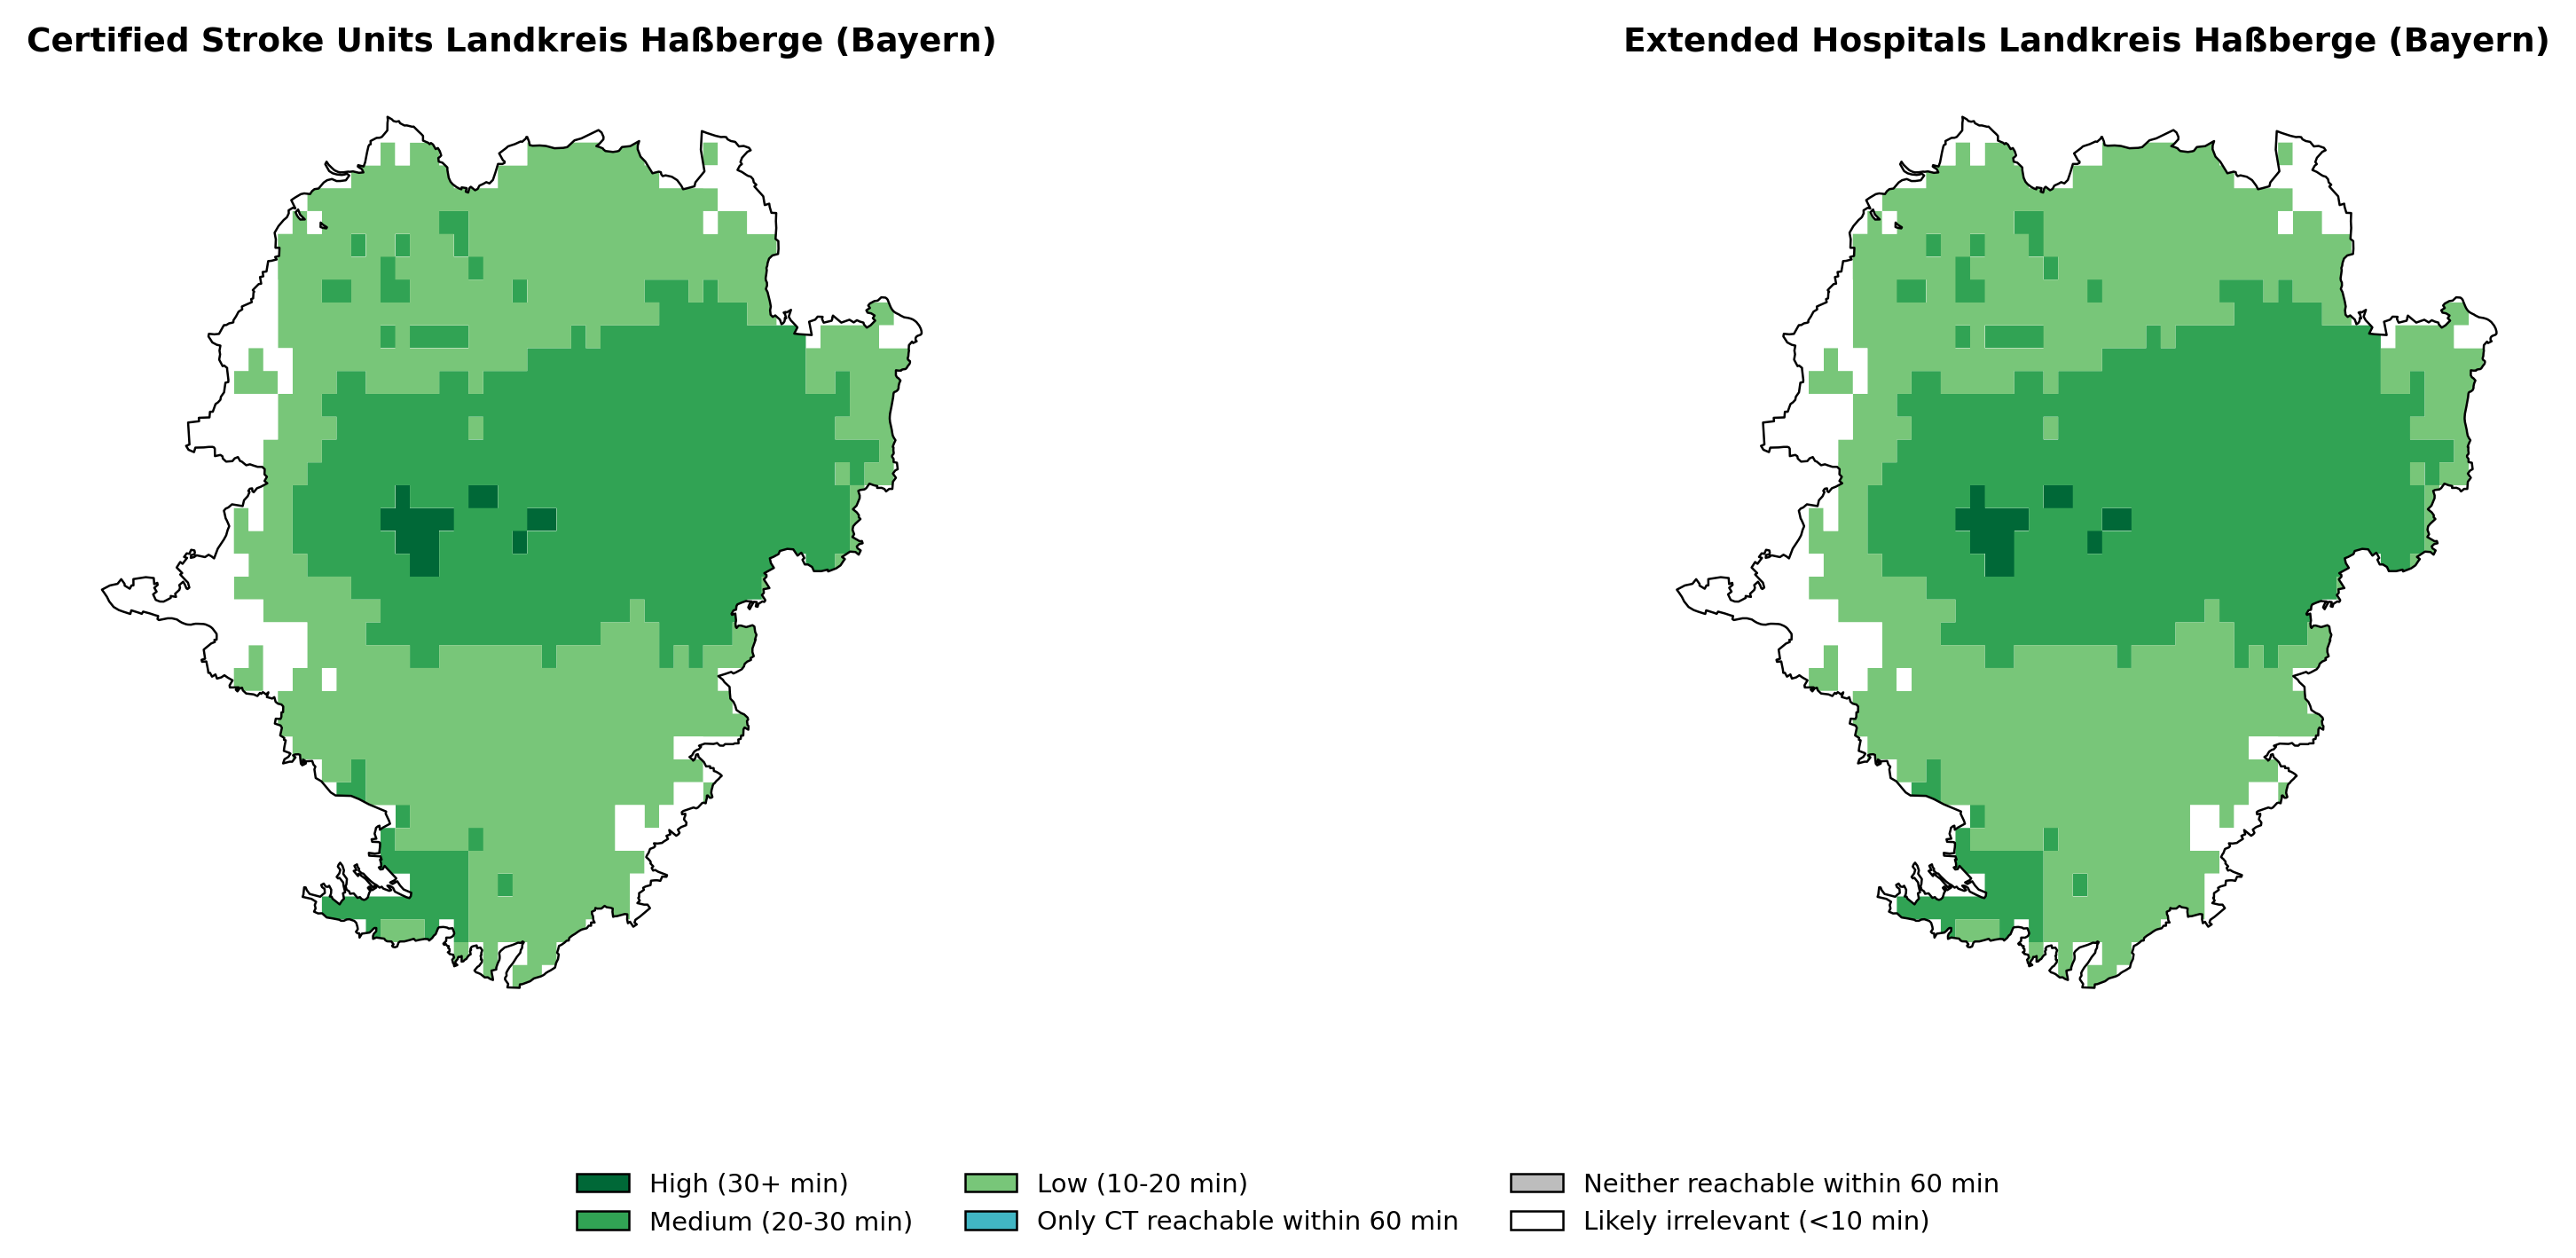 Certified Stroke Units Landkreis Haßberge (Bayern)
Extended Hospitals Landkreis Haßberge (Bayern)
High (30+ min)
Medium (20-30 min)
Low (10-20 min)
Only CT reachable within 60 min
Neither reachable within 60 min
Likely irrelevant (<10 min)